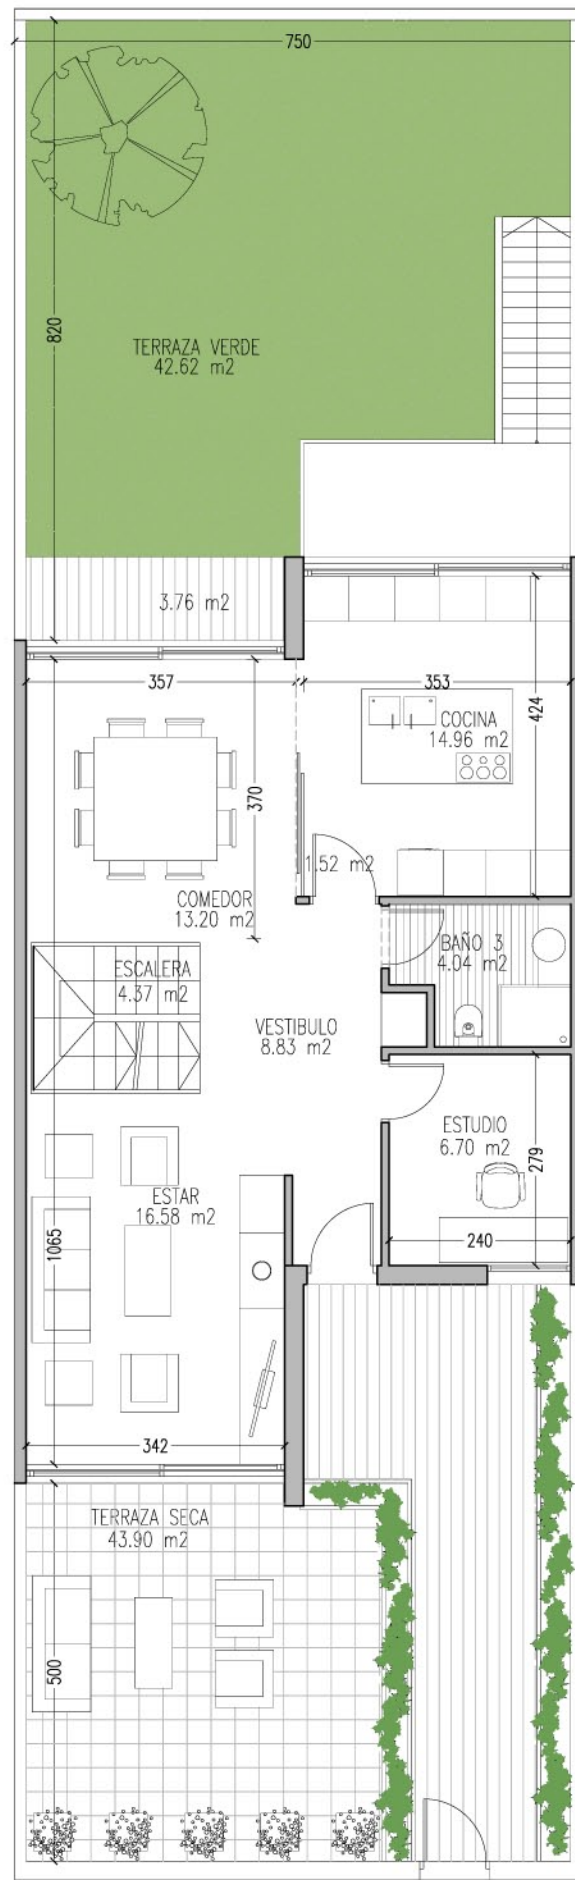 750
820
TERRAZA VERDE
42.62 m2
3.76 m2
357
353
424
COCINA
14.96 m2
370
1.52 m2
COMEDOR
13.20 m2
BAÑO 3
4.04 m2
ESCALERA
4.37 m2
VESTIBULO
8.83 m2
ESTUDIO
6.70 m2
279
ESTAR
16.58 m2
1065
240
342
TERRAZA SECA
43.90 m2
500